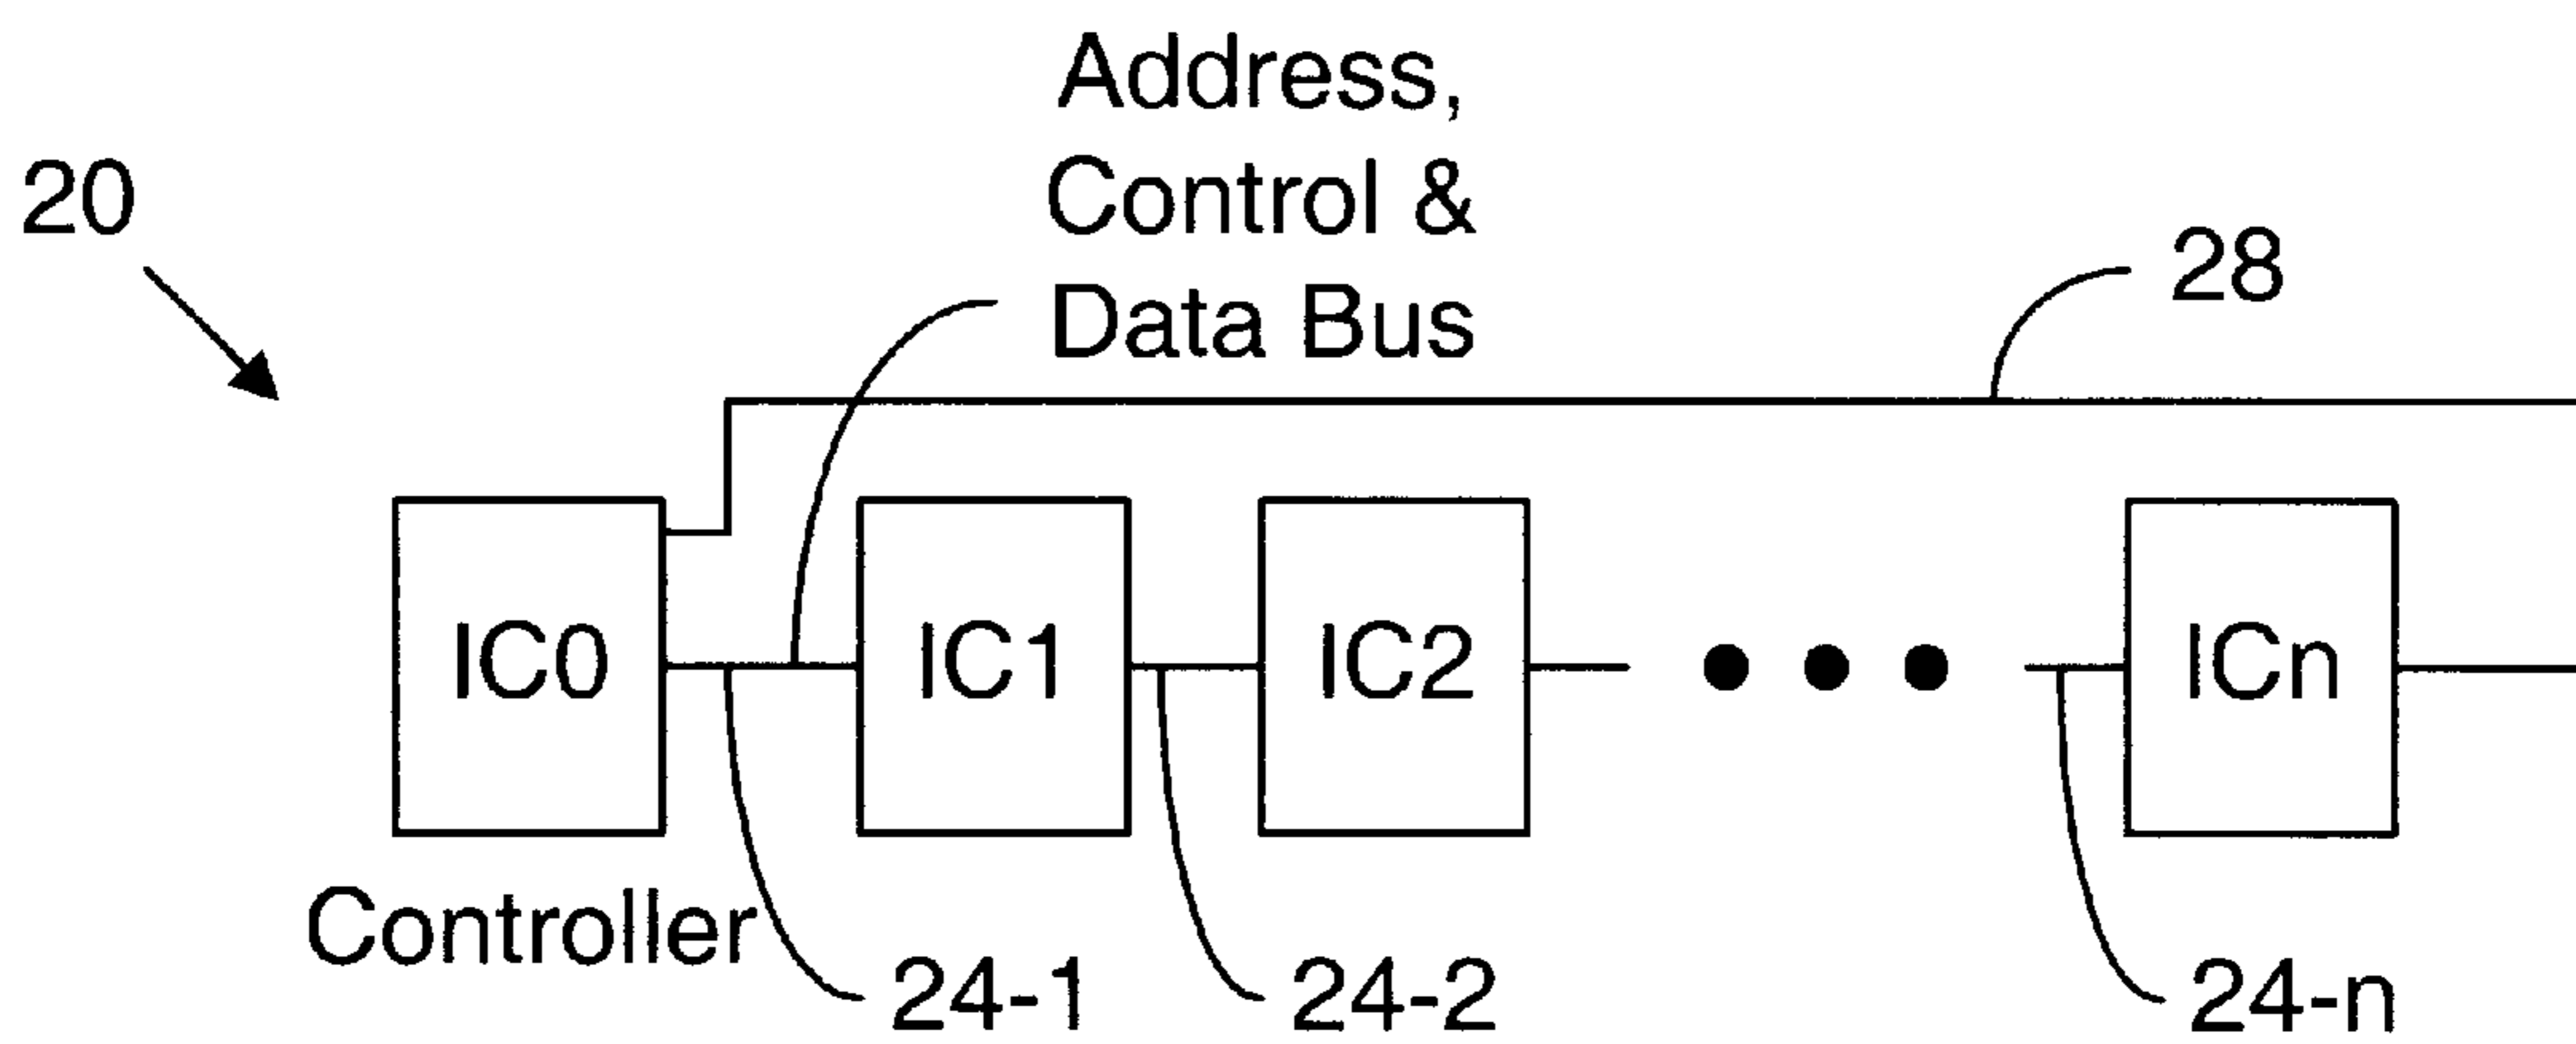 Address,
Control &
Data Bus
20
28
IC0
IC1
IC2
ICn
Controller
24-1
24-2
24-n